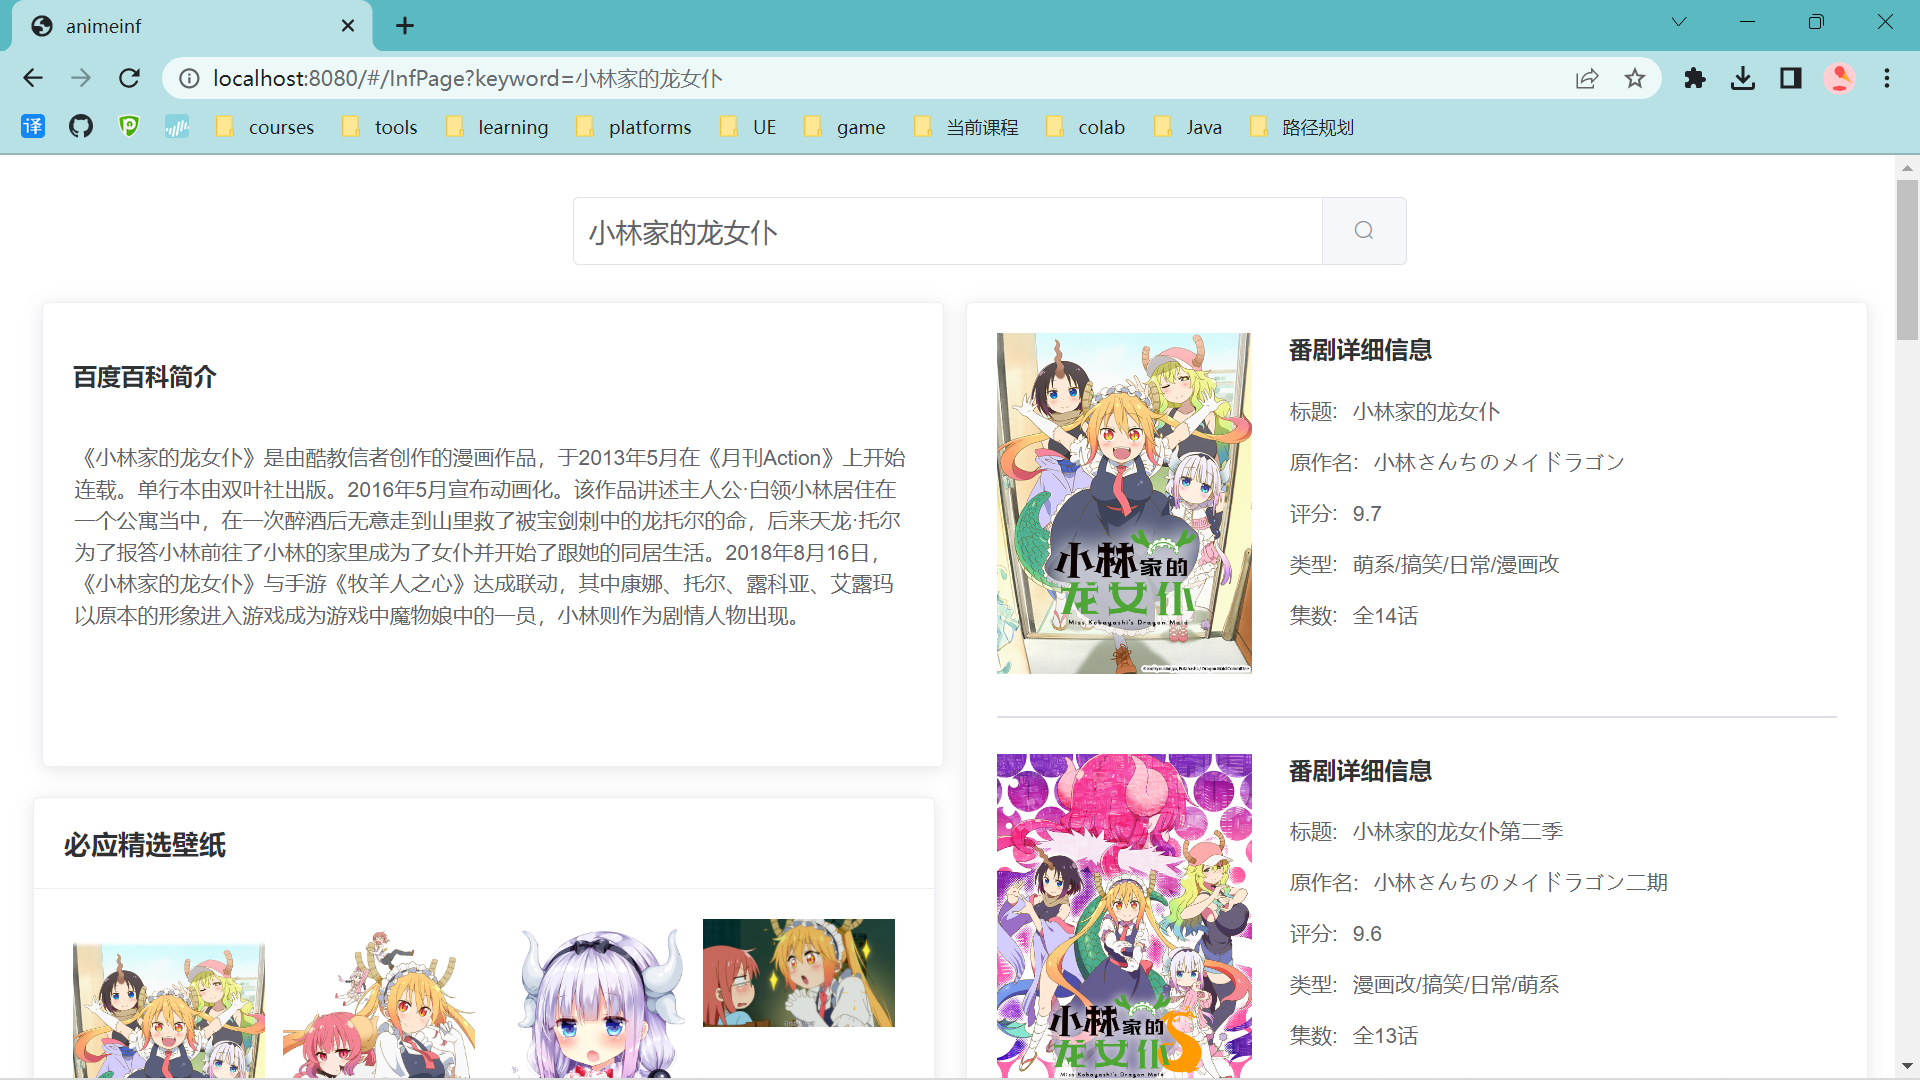 animeinf
localhost:8080/#/InfPage?keyword=小林家的龙女仆
译 courses tools learning platforms UE game 当前课程 colab Java 路径规划
小林家的龙女仆
百度百科简介
《小林家的龙女仆》是由酷教信者创作的漫画作品，于2013年5月在《月刊Action》上开始
连载。单行本由双叶社出版。2016年5月宣布动画化。该作品讲述主人公·白领小林居住在
一个公寓当中，在一次醉酒后无意走到山里救了被宝剑刺中的龙托尔的命，后来天龙·托尔
为了报答小林前往了小林的家里成为了女仆并开始了跟她的同居生活。2018年8月16日，
《小林家的龙女仆》与手游《牧羊人之心》达成联动，其中康娜、托尔、露科亚、艾露玛
以原本的形象进入游戏成为游戏中魔物娘中的一员，小林则作为剧情人物出现。
必应精选壁纸
小林家的
龙女仆
Miss Kobayashi's Dragon Maid
番剧详细信息
标题: 小林家的龙女仆
原作名: 小林さんちのメイドラゴン
评分: 9.7
类型: 萌系/搞笑/日常/漫画改
集数: 全14话
小林家的
龙女仆S
Miss Kobayashi's Dragon Maid
番剧详细信息
标题: 小林家的龙女仆第二季
原作名: 小林さんちのメイドラゴン二期
评分: 9.6
类型: 漫画改/搞笑/日常/萌系
集数: 全13话